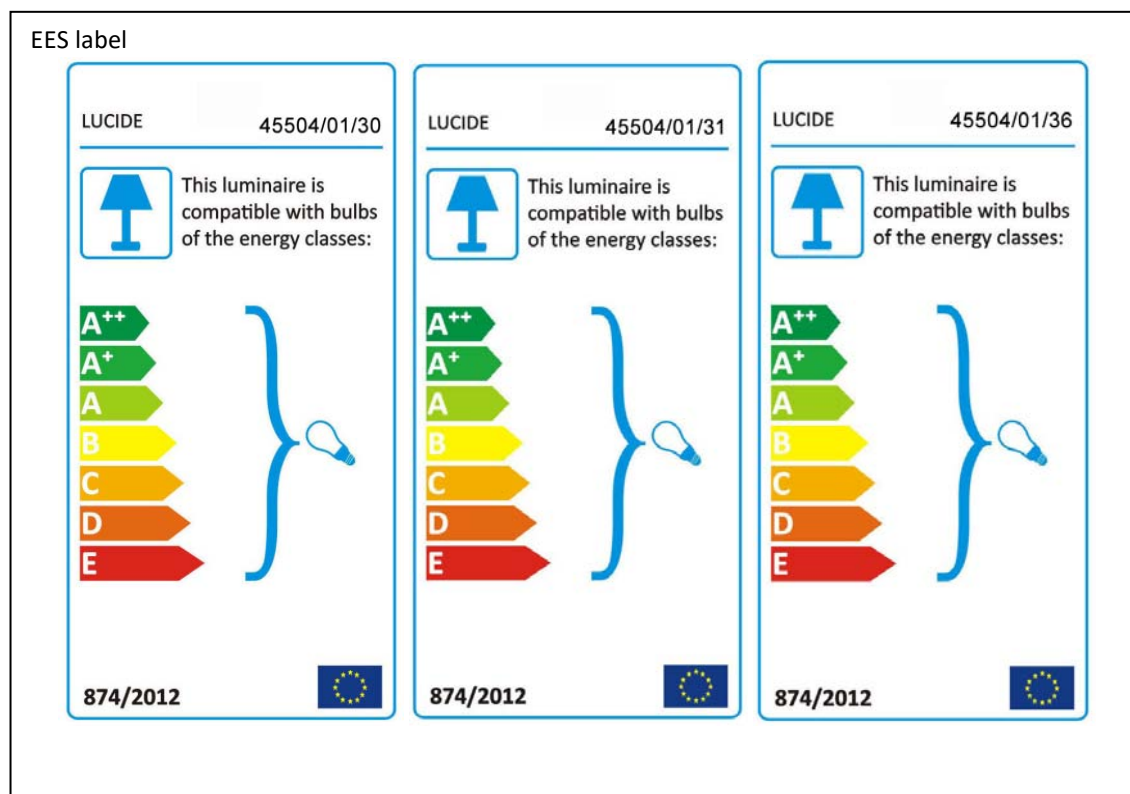 EES label
LUCIDE 45504/01/30
This luminaire is
compatible with bulbs
of the energy classes:
A++
A+
A
B
C
D
E
874/2012
LUCIDE 45504/01/31
This luminaire is
compatible with bulbs
of the energy classes:
A++
A+
A
B
C
D
E
874/2012
LUCIDE 45504/01/36
This luminaire is
compatible with bulbs
of the energy classes:
A++
A+
A
B
C
D
E
874/2012